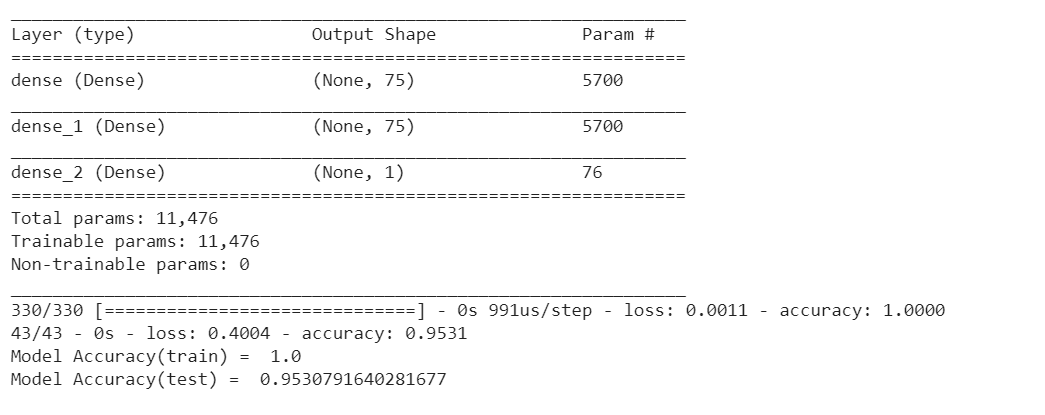 Layer (type) Output Shape Param #
=================================================================
dense (Dense) (None, 75) 5700
dense_1 (Dense) (None, 75) 5700
dense_2 (Dense) (None, 1) 76
=================================================================
Total params: 11,476
Trainable params: 11,476
Non-trainable params: 0
330/330 [==============================] - 0s 991us/step - loss: 0.0011 - accuracy: 1.0000
43/43 - 0s - loss: 0.4004 - accuracy: 0.9531
Model Accuracy(train) = 1.0
Model Accuracy(test) = 0.9530791640281677